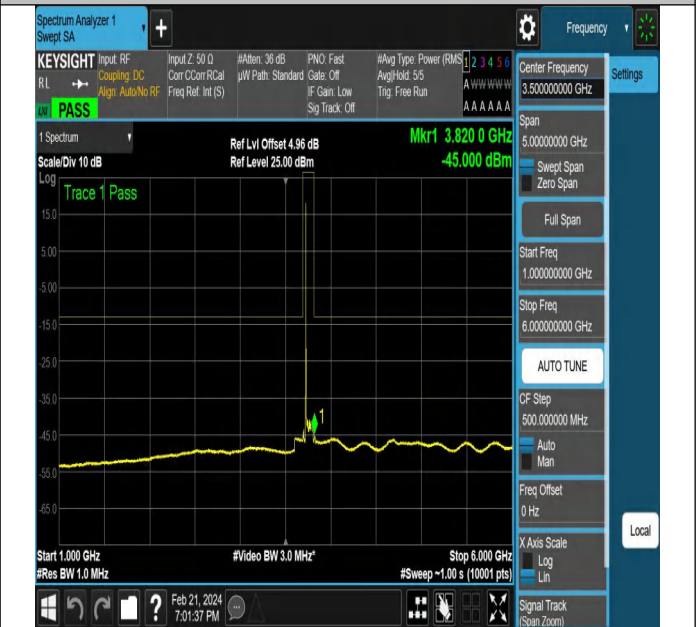 Spectrum Analyzer 1
Swept SA
+
Frequency
KEYSIGHT
RL
PASS
Input: RF
Coupling: DC
Align: Auto/No RF
Input Z: 50 Ω
Corr CCorr RCal
Freq Ref: Int (S)
#Atten: 36 dB
µW Path: Standard
PNO: Fast
Gate: Off
IF Gain: Low
Sig Track: Off
#Avg Type: Power (RMS
Avg|Hold: 5/5
Trig: Free Run
1 2 3 4 5 6
A W W W W W
A A A A A A
1 Spectrum
Scale/Div 10 dB
Ref Lvl Offset 4.96 dB
Ref Level 25.00 dBm
Mkr1 3.820 0 GHz
-45.000 dBm
Log
Trace 1 Pass
15.0
5.00
-5.00
-15.0
-25.0
-35.0
-45.0
-55.0
-65.0
1
Start 1.000 GHz
#Res BW 1.0 MHz
#Video BW 3.0 MHz*
Stop 6.000 GHz
#Sweep ~1.00 s (10001 pts)
Feb 21, 2024
7:01:37 PM
?
Center Frequency
3.500000000 GHz
Settings
Span
5.00000000 GHz
Swept Span
Zero Span
Full Span
Start Freq
1.000000000 GHz
Stop Freq
6.000000000 GHz
AUTO TUNE
CF Step
500.000000 MHz
Auto
Man
Freq Offset
0 Hz
X Axis Scale
Log
Lin
Local
Signal Track
(Span Zoom)